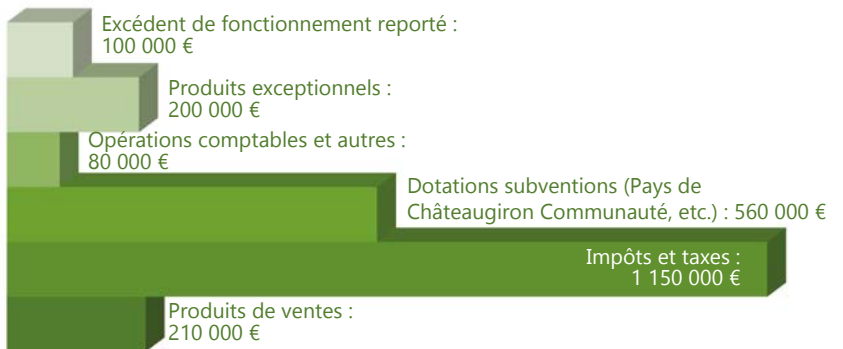 Excédent de fonctionnement reporté :
100 000 €
Produits exceptionnels :
200 000 €
Opérations comptables et autres :
80 000 €
Dotations subventions (Pays de
Châteaugiron Communauté, etc.) : 560 000 €
Impôts et taxes :
1 150 000 €
Produits de ventes :
210 000 €